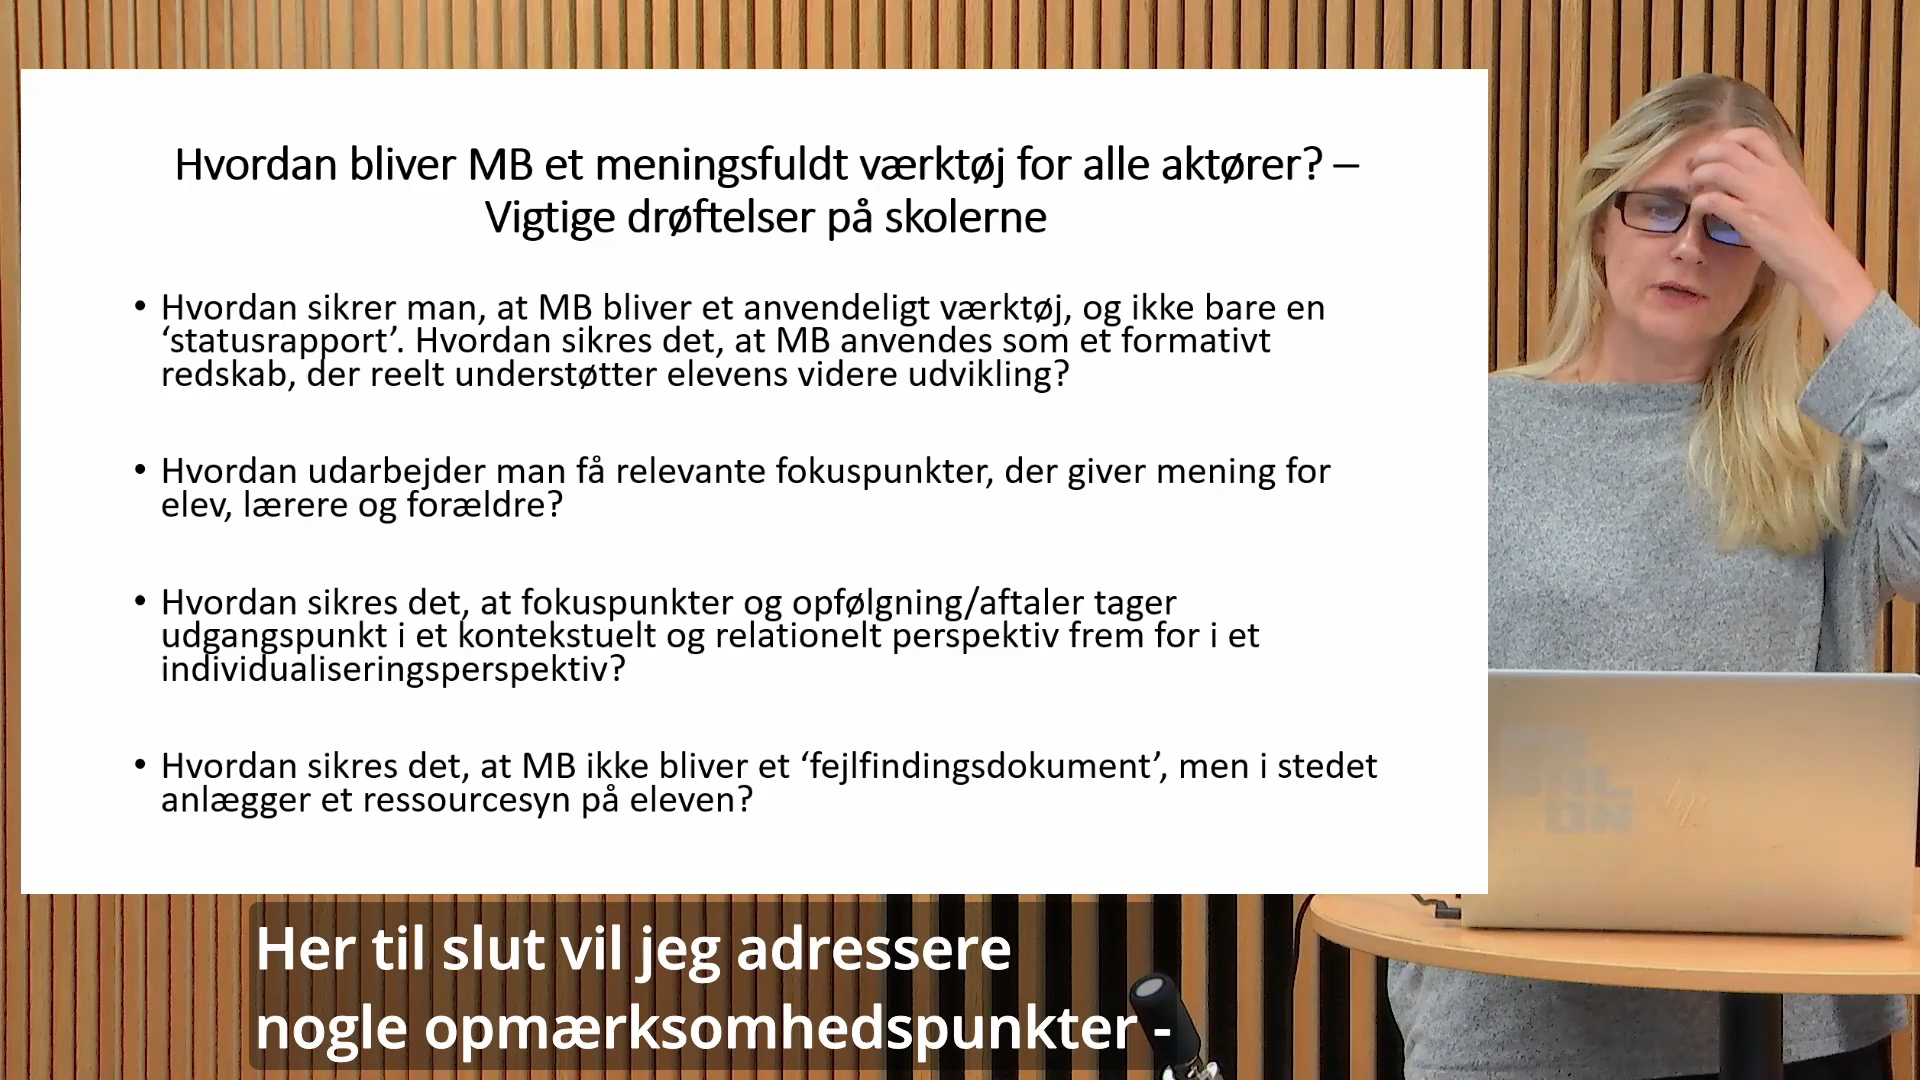 Hvordan bliver MB et meningsfuldt værktøj for alle aktører? –
Vigtige drøftelser på skolerne
• Hvordan sikrer man, at MB bliver et anvendeligt værktøj, og ikke bare en
‘statusrapport’. Hvordan sikres det, at MB anvendes som et formativt
redskab, der reelt understøtter elevens videre udvikling?
• Hvordan udarbejder man få relevante fokuspunkter, der giver mening for
elev, lærere og forældre?
• Hvordan sikres det, at fokuspunkter og opfølgning/aftaler tager
udgangspunkt i et kontekstuelt og relationelt perspektiv frem for i et
individualiseringsperspektiv?
• Hvordan sikres det, at MB ikke bliver et ‘fejlfindingsdokument’, men i stedet
anlægger et ressourcesyn på eleven?
hp
Her til slut vil jeg adressere
nogle opmærksomhedspunkter -